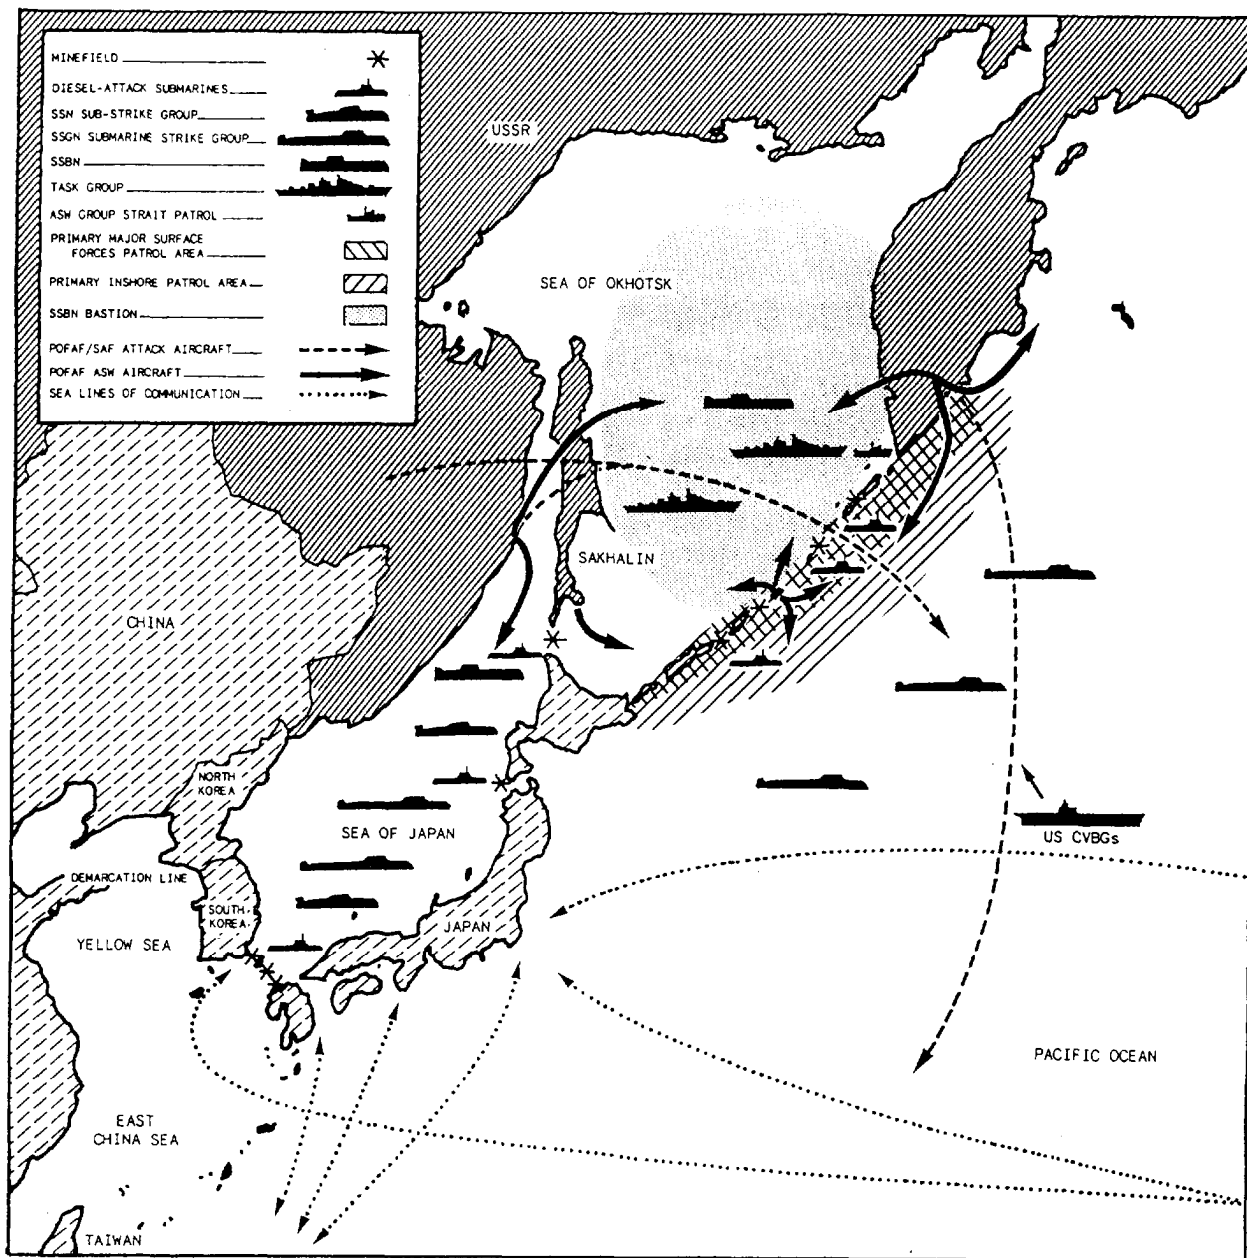 MINEFIELD
DIESEL-ATTACK SUBMARINES
SSN SUB-STRIKE GROUP
SSGN SUBMARINE STRIKE GROUP
SSBN
TASK GROUP
ASW GROUP STRAIT PATROL
PRIMARY MAJOR SURFACE
FORCES PATROL AREA
PRIMARY INSHORE PATROL AREA
SSBN BASTION
POFAF/SAF ATTACK AIRCRAFT
POFAF ASW AIRCRAFT
SEA LINES OF COMMUNICATION
USSR
SEA OF OKHOTSK
SAKHALIN
CHINA
NORTH
KOREA
SEA OF JAPAN
US CVBGs
DEMARCATION LINE
SOUTH
KOREA
JAPAN
YELLOW SEA
PACIFIC OCEAN
EAST
CHINA SEA
TAIWAN